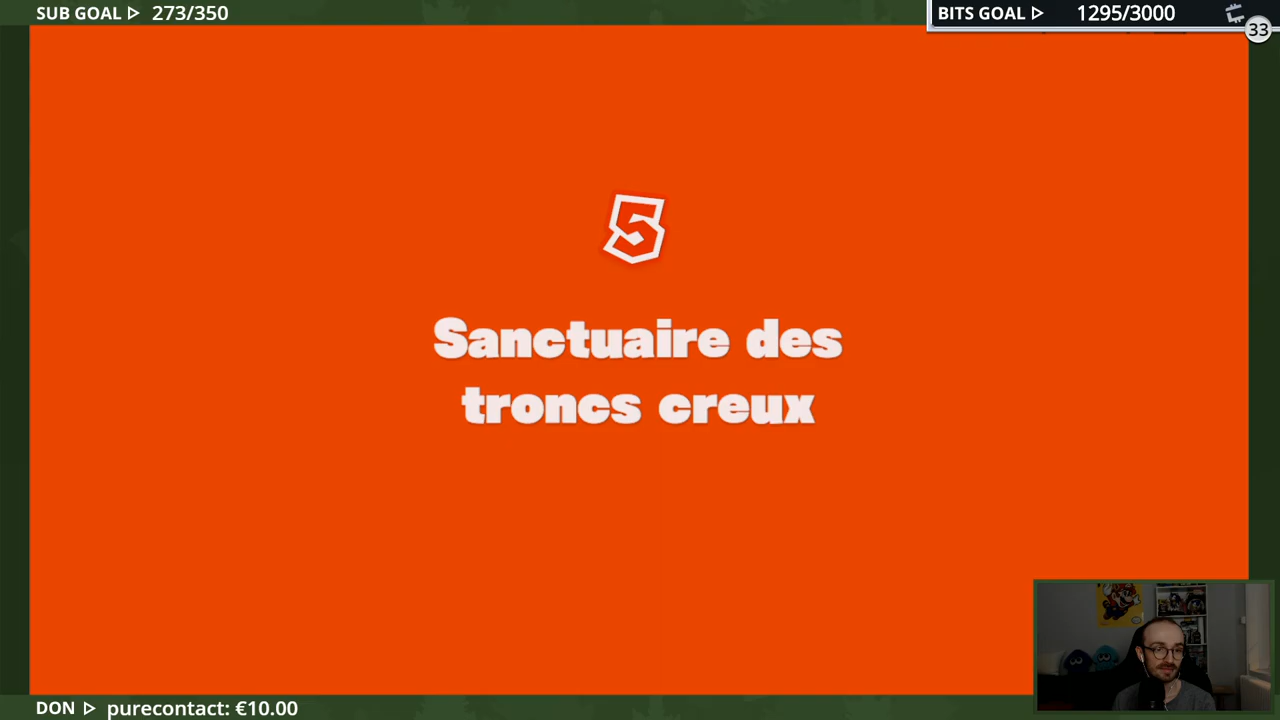 SUB GOAL ▷ 273/350
BITS GOAL ▷ 1295/3000
33
5
Sanctuaire des
troncs creux
DON ▷ purecontact: €10.00